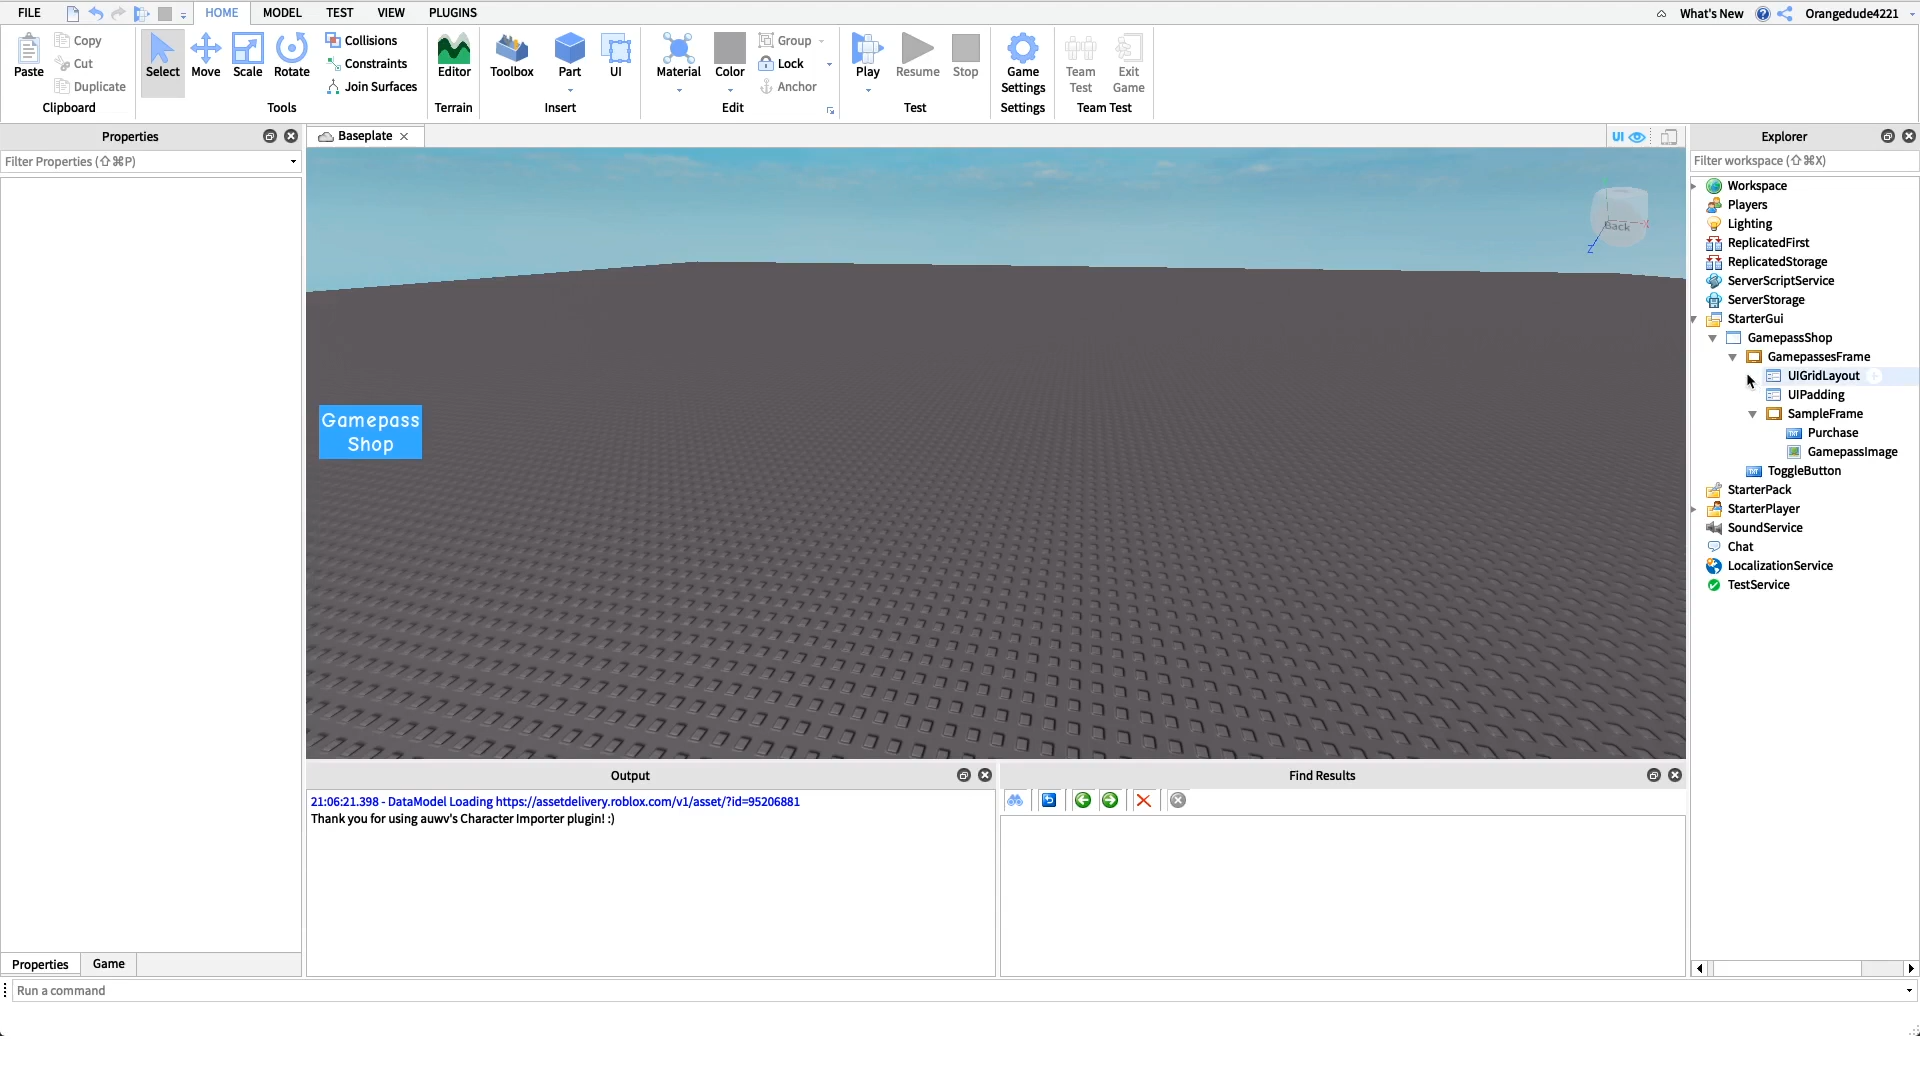 FILE HOME MODEL TEST VIEW PLUGINS What's New Orangedude4221
Paste Copy Cut Duplicate
Clipboard
Select Move Scale Rotate Collisions Constraints Join Surfaces
Tools
Editor
Terrain
Toolbox Part UI
Insert
Material Color Group Lock Anchor
Edit
Play Resume Stop
Test
Game Settings
Settings
Team Test Exit Game
Team Test
Properties
Filter Properties (⇧⌘P)
Baseplate
UI
Back
Z
X
Gamepass
Shop
Explorer
Filter workspace (⇧⌘X)
Workspace
Players
Lighting
ReplicatedFirst
ReplicatedStorage
ServerScriptService
ServerStorage
StarterGui
GamepassShop
GamepassesFrame
UIGridLayout
UIPadding
SampleFrame
Purchase
GamepassImage
ToggleButton
StarterPack
StarterPlayer
SoundService
Chat
LocalizationService
TestService
Output
21:06:21.398 - DataModel Loading https://assetdelivery.roblox.com/v1/asset/?id=95206881
Thank you for using auwv's Character Importer plugin! :)
Find Results
Properties Game
Run a command